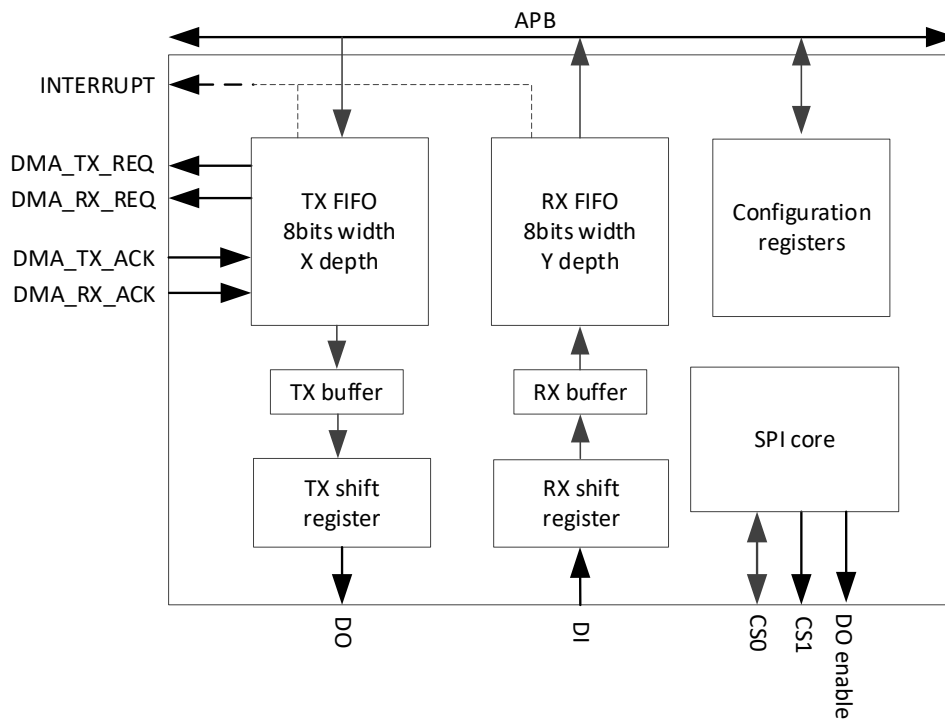 APB
INTERRUPT
DMA_TX_REQ
DMA_RX_REQ
DMA_TX_ACK
DMA_RX_ACK
TX FIFO
8bits width
X depth
RX FIFO
8bits width
Y depth
Configuration
registers
TX buffer
RX buffer
SPI core
TX shift
register
RX shift
register
DO
DI
CS0
CS1
DO enable